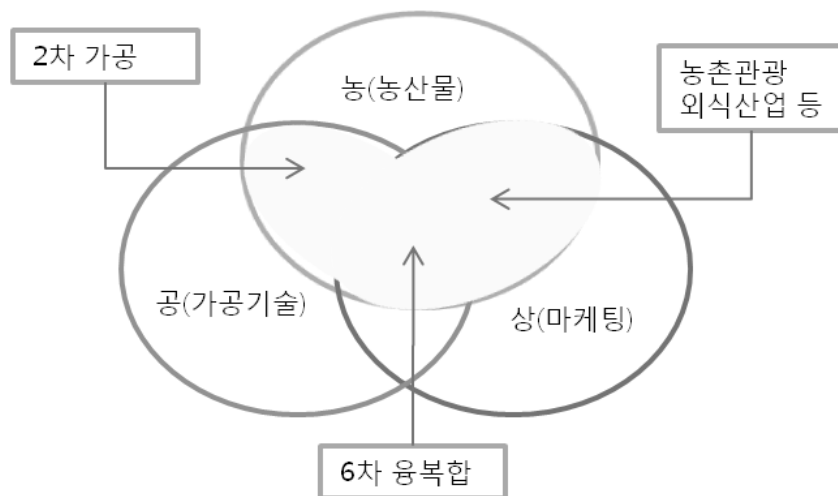 2차 가공
농(농산물)
농촌관광
외식산업 등
공(가공기술)
상(마케팅)
6차 융복합